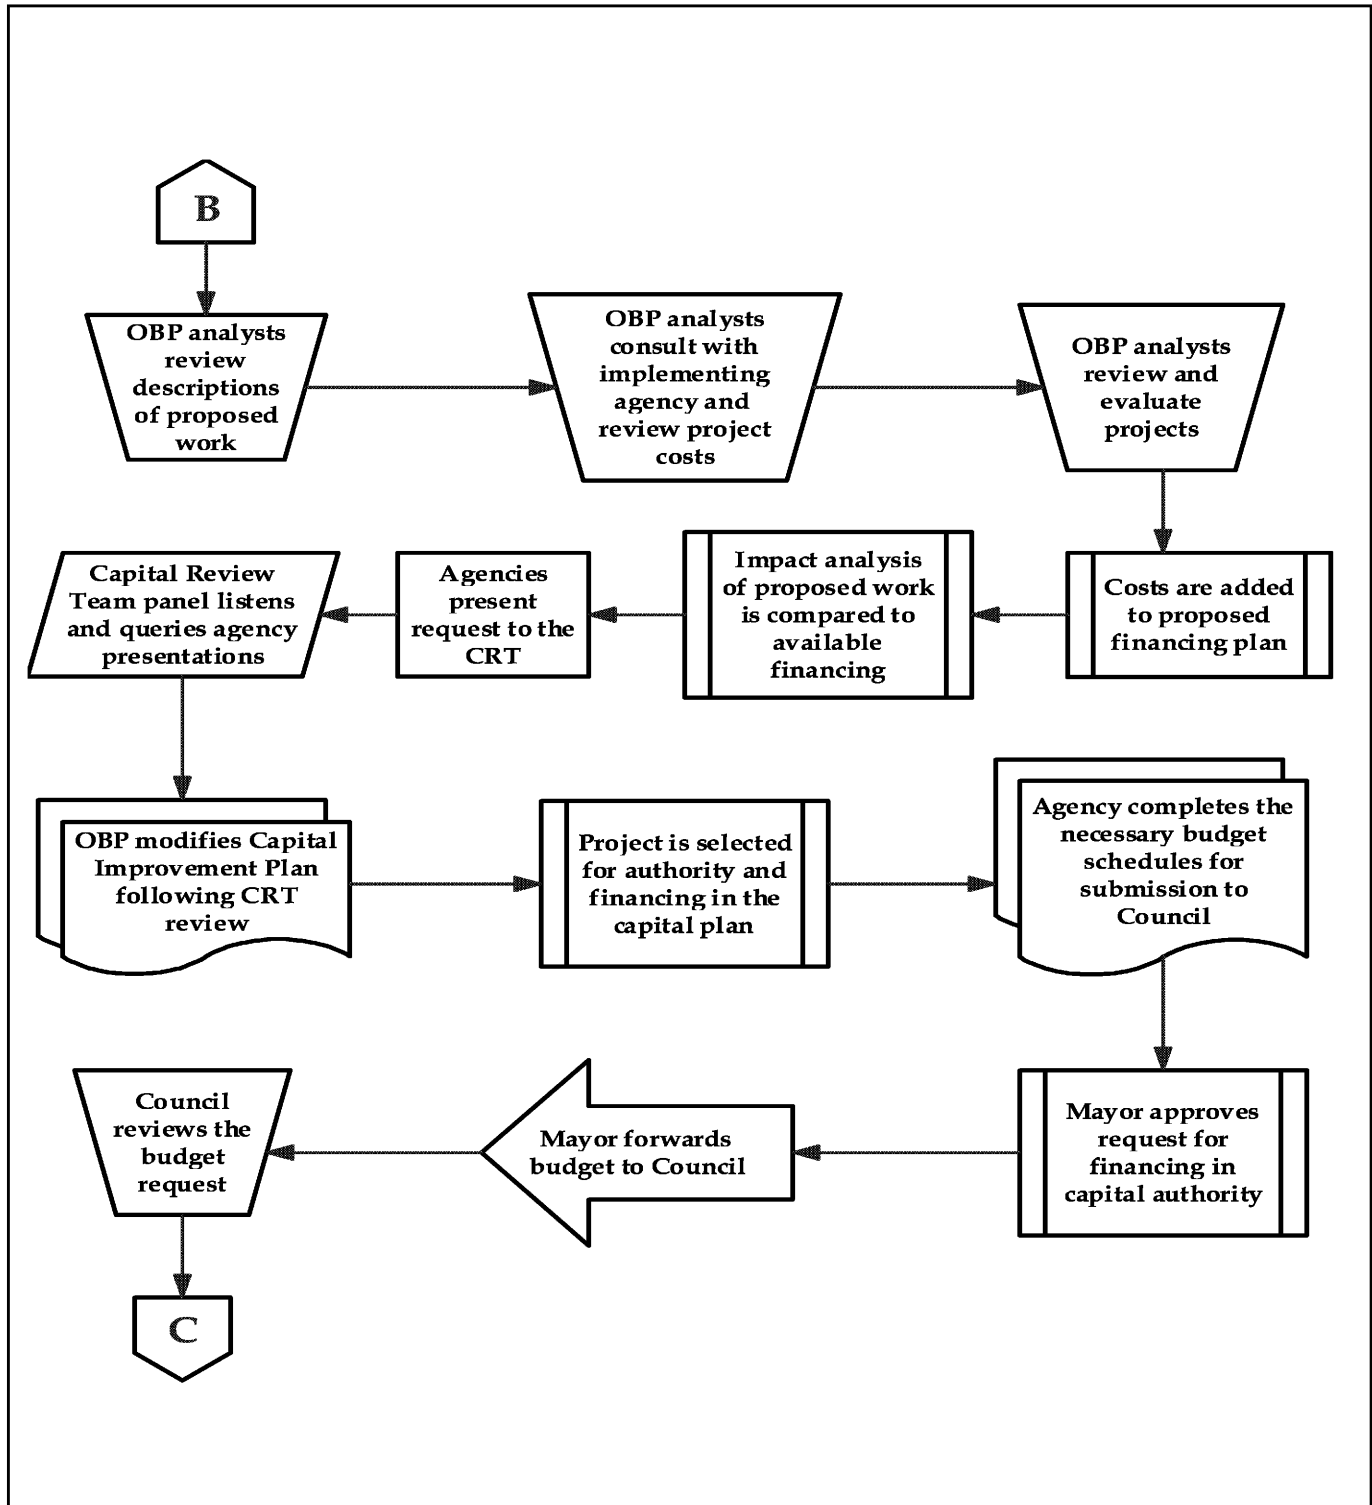 B
OBP analysts
review
descriptions
of proposed
work
OBP analysts
consult with
implementing
agency and
review project
costs
OBP analysts
review and
evaluate
projects
Costs are added
to proposed
financing plan
Impact analysis
of proposed work
is compared to
available
financing
Agencies
present
request to the
CRT
Capital Review
Team panel listens
and queries agency
presentations
OBP modifies Capital
Improvement Plan
following CRT
review
Project is selected
for authority and
financing in the
capital plan
Agency completes the
necessary budget
schedules for
submission to
Council
Mayor approves
request for
financing in
capital authority
Mayor forwards
budget to Council
Council
reviews the
budget
request
C